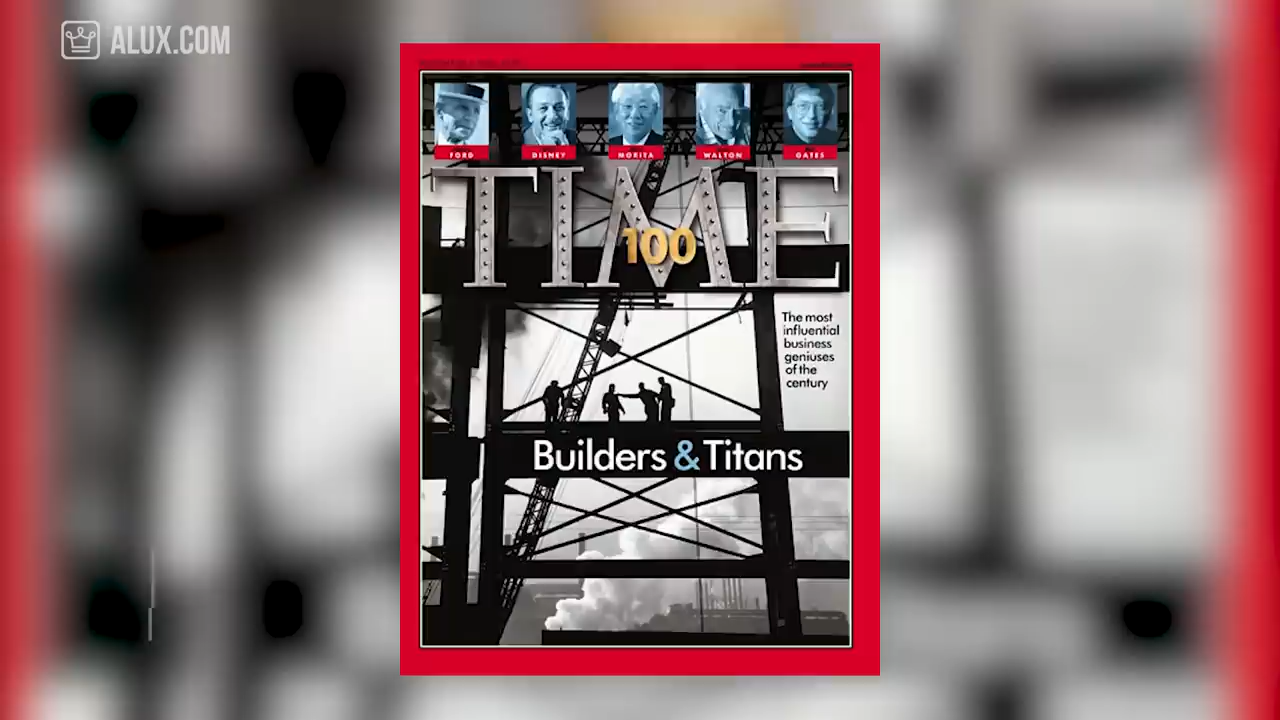 ALUX.COM
FORD
DISNEY
MORITA
WALTON
GATES
TIME
100
The most
influential
business
geniuses
of the
century
Builders & Titans